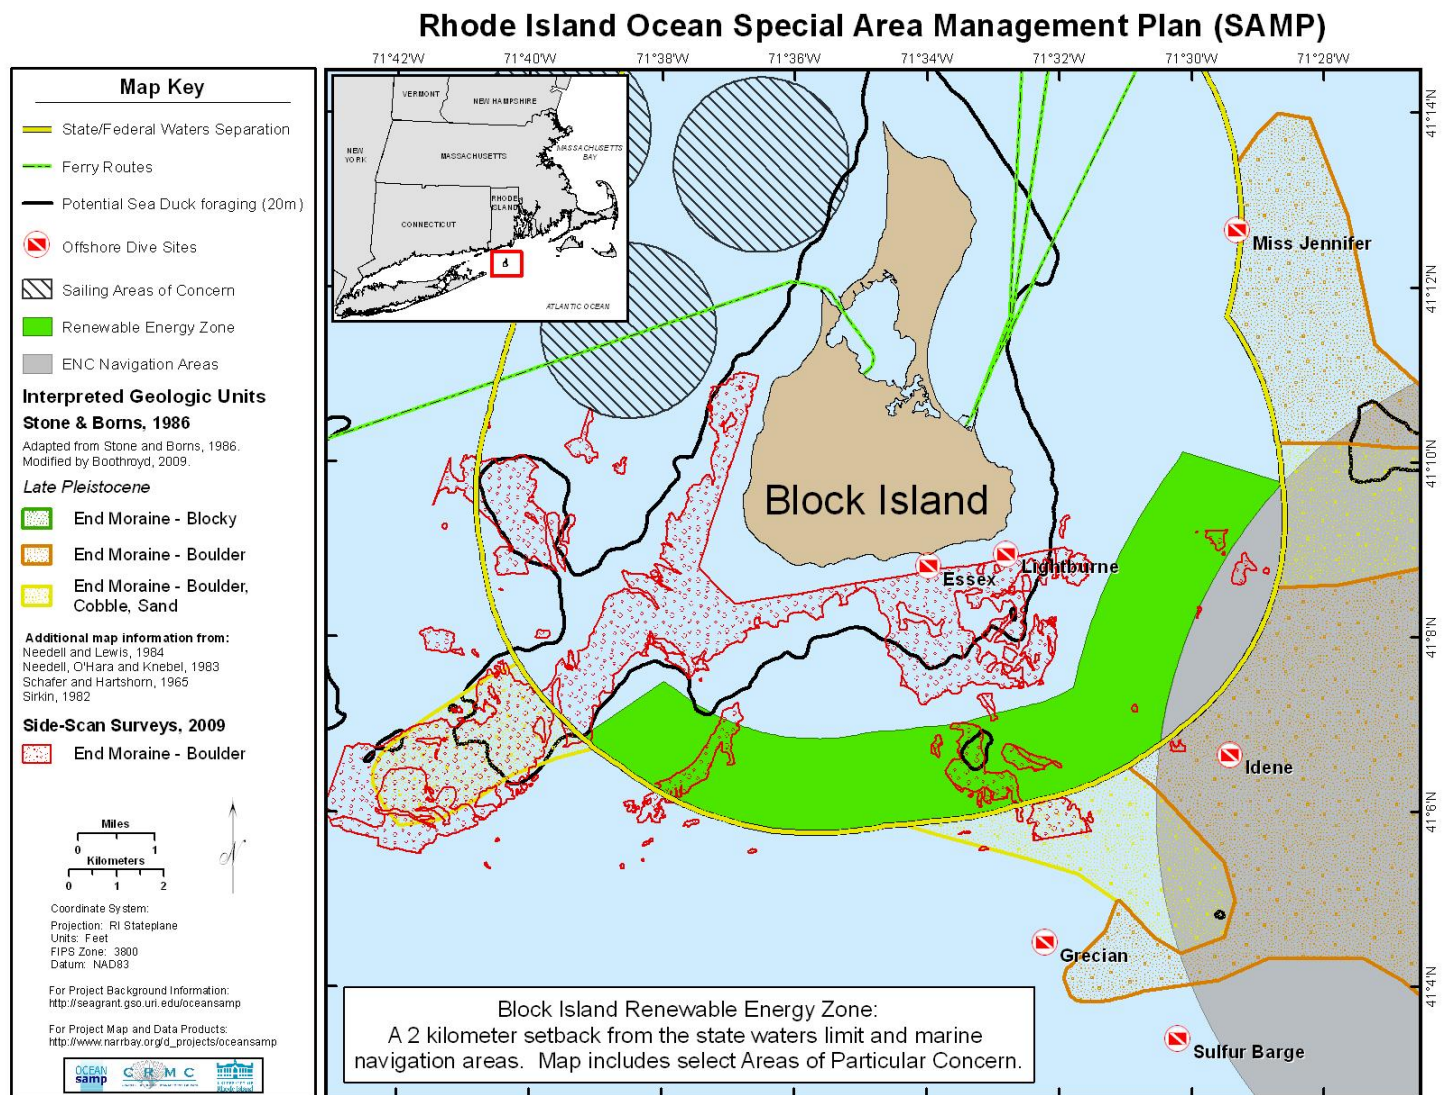 Rhode Island Ocean Special Area Management Plan (SAMP)
71°42'W
71°40'W
71°38'W
71°36'W
71°34'W
71°32'W
71°30'W
71°28'W
Map Key
State/Federal Waters Separation
Ferry Routes
Potential Sea Duck foraging (20m)
Offshore Dive Sites
Sailing Areas of Concern
Renewable Energy Zone
ENC Navigation Areas
Interpreted Geologic Units
Stone & Borns, 1986
Adapted from Stone and Borns, 1986.
Modified by Boothroyd, 2009.
Late Pleistocene
End Moraine - Blocky
End Moraine - Boulder
End Moraine - Boulder,
Cobble, Sand
Additional map information from:
Needell and Lewis, 1984
Needell, O'Hara and Knebel, 1983
Schafer and Hartshorn, 1965
Sirkin, 1982
Side-Scan Surveys, 2009
End Moraine - Boulder
Miles
0 1
Kilometers
0 1 2
N
Coordinate System:
Projection: RI Stateplane
Units: Feet
FIPS Zone: 3800
Datum: NAD83
For Project Background Information:
http://seagrant.gso.uri.edu/oceansamp
For Project Map and Data Products:
http://www.narrbay.org/d_projects/oceansamp
OCEAN
samp
C R M C
Rhode Island
VERMONT
NEW HAMPSHIRE
NEW
YORK
MASSACHUSETTS
MASSACHUSETTS
BAY
RHODE
ISLAND
CONNECTICUT
ATLANTIC OCEAN
Block Island
Miss Jennifer
Essex
Lightburne
Idene
Grecian
Sulfur Barge
41°14'N
41°12'N
41°10'N
41°8'N
41°6'N
41°4'N
Block Island Renewable Energy Zone:
A 2 kilometer setback from the state waters limit and marine
navigation areas. Map includes select Areas of Particular Concern.